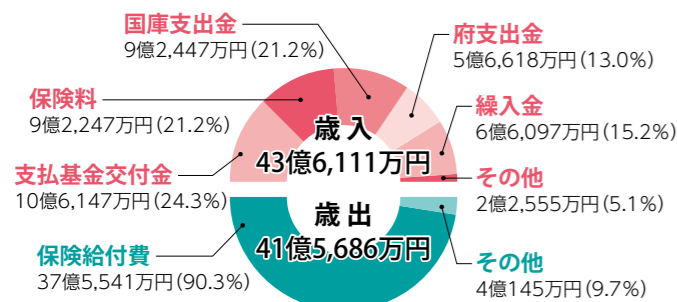 国庫支出金
9億2,447万円(21.2%)
府支出金
5億6,618万円(13.0%)
保険料
9億2,247万円(21.2%)
繰入金
6億6,097万円(15.2%)
歳入
43億6,111万円
支払基金交付金
10億6,147万円(24.3%)
その他
2億2,555万円(5.1%)
歳出
41億5,686万円
保険給付費
37億5,541万円(90.3%)
その他
4億145万円(9.7%)